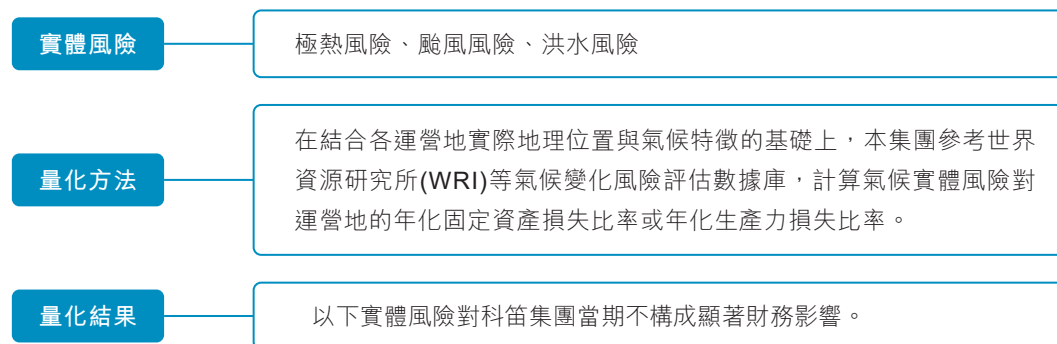 實體風險
極熱風險、颱風風險、洪水風險
量化方法
在結合各運營地實際地理位置與氣候特徵的基礎上，本集團參考世界
資源研究所(WRI)等氣候變化風險評估數據庫，計算氣候實體風險對
運營地的年化固定資產損失比率或年化生產力損失比率。
量化結果
以下實體風險對科笛集團當期不構成顯著財務影響。